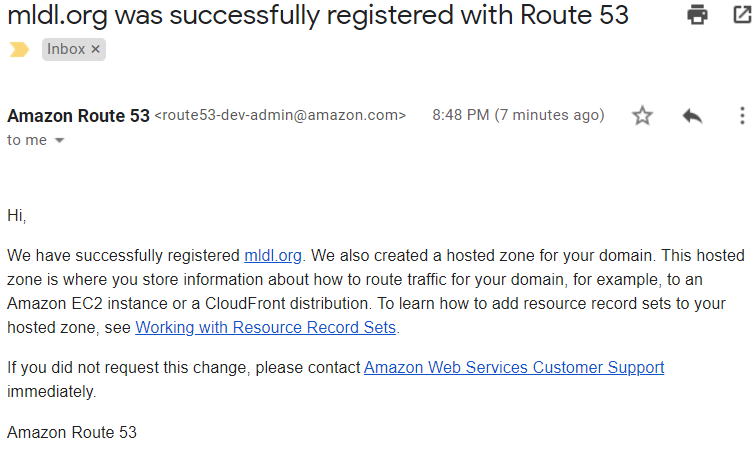 mldl.org was successfully registered with Route 53
Inbox ×
Amazon Route 53 <route53-dev-admin@amazon.com> 8:48 PM (7 minutes ago)
to me
Hi,
We have successfully registered mldl.org. We also created a hosted zone for your domain. This hosted
zone is where you store information about how to route traffic for your domain, for example, to an
Amazon EC2 instance or a CloudFront distribution. To learn how to add resource record sets to your
hosted zone, see Working with Resource Record Sets.
If you did not request this change, please contact Amazon Web Services Customer Support
immediately.
Amazon Route 53